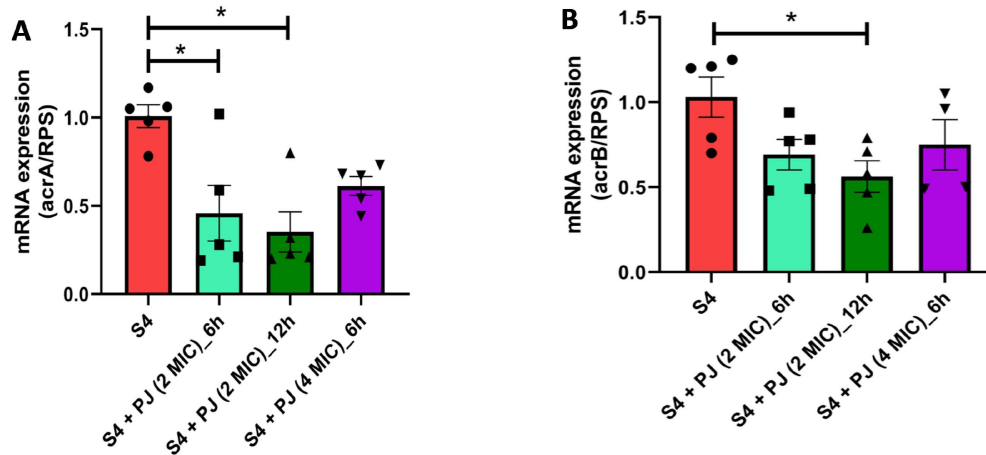 A
mRNA expression
(acrA/RPS)
1.5
1.0
0.5
0.0
*
*
S4
S4 + PJ (2 MIC)_6h
S4 + PJ (2 MIC)_12h
S4 + PJ (4 MIC)_6h
B
mRNA expression
(acrB/RPS)
1.5
1.0
0.5
0.0
*
S4
S4 + PJ (2 MIC)_6h
S4 + PJ (2 MIC)_12h
S4 + PJ (4 MIC)_6h